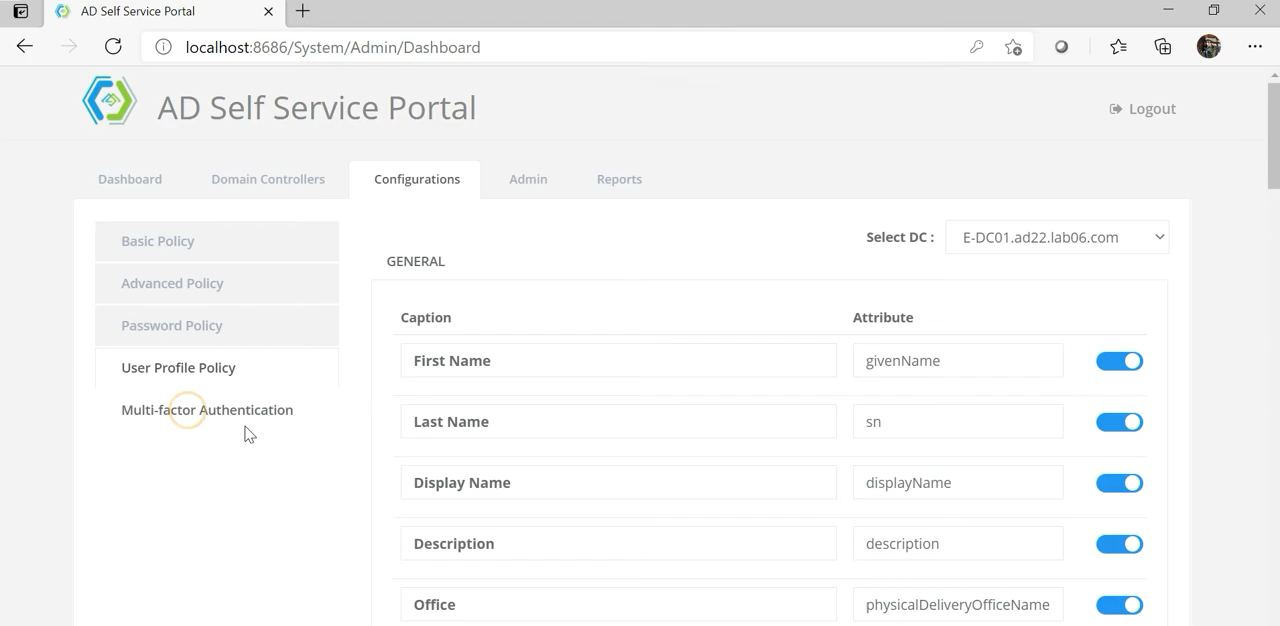 AD Self Service Portal
localhost:8686/System/Admin/Dashboard
AD Self Service Portal
Logout
Dashboard
Domain Controllers
Configurations
Admin
Reports
Basic Policy
Advanced Policy
Password Policy
User Profile Policy
Multi-factor Authentication
Select DC :
E-DC01.ad22.lab06.com
GENERAL
Caption
Attribute
First Name
givenName
Last Name
sn
Display Name
displayName
Description
description
Office
physicalDeliveryOfficeName